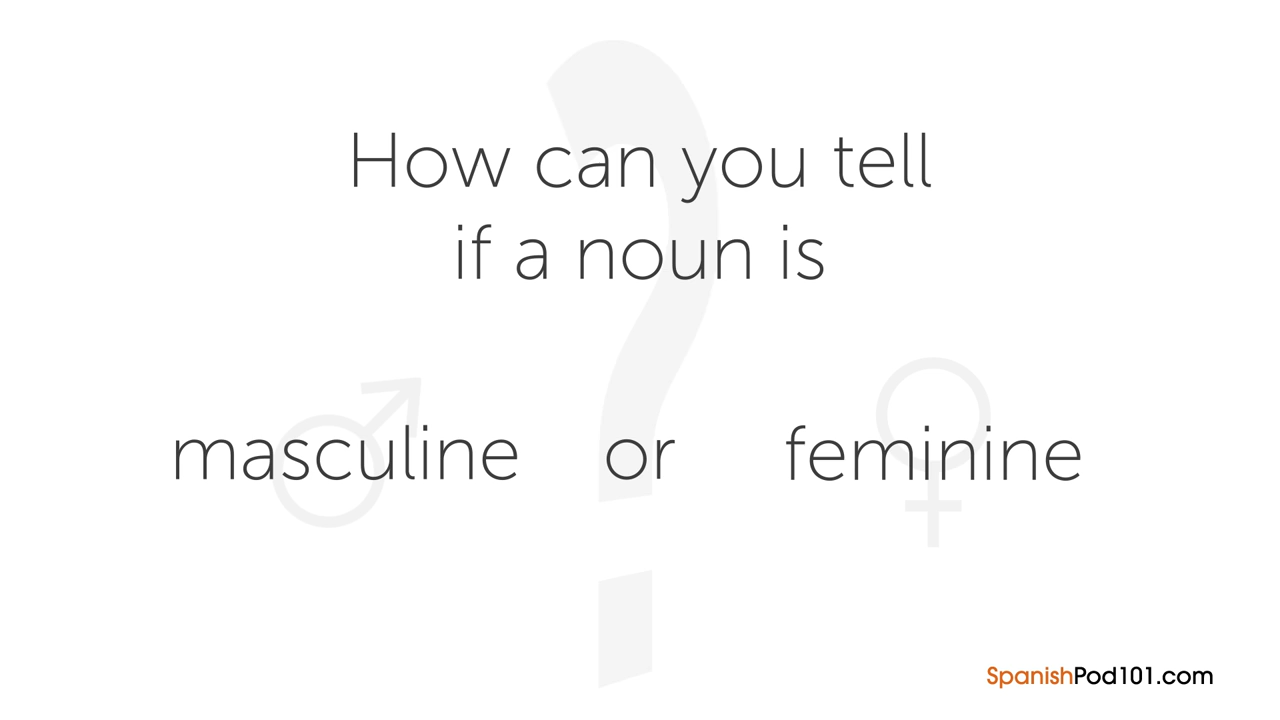 How can you tell
if a noun is
masculine or feminine
SpanishPod101.com